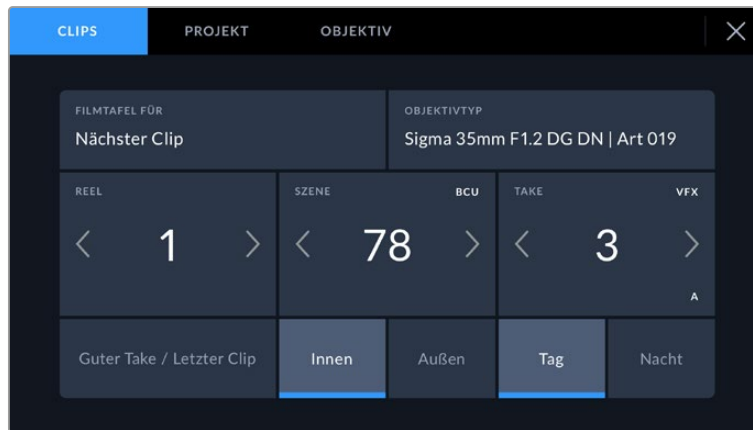 CLIPS PROJEKT OBJEKTIV
FILMTAFEL FÜR OBJEKTIVTYP
Nächster Clip Sigma 35mm F1.2 DG DN | Art 019
REEL SZENE BCU TAKE VFX
1 78 3
A
Guter Take / Letzter Clip Innen Außen Tag Nacht